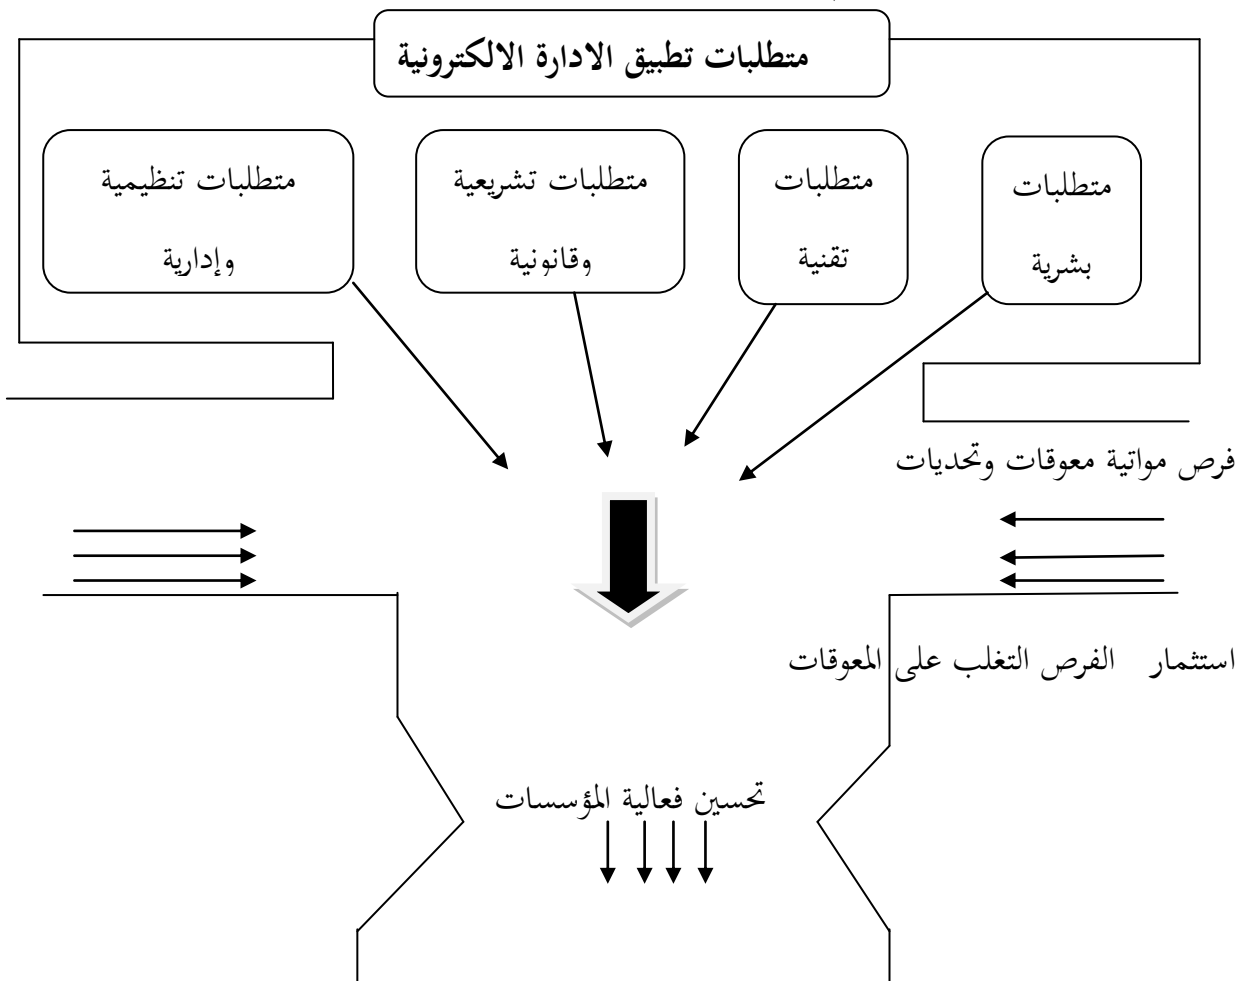 متطلبات تطبيق الادارة الالكترونية
متطلبات
بشرية
متطلبات
تقنية
متطلبات تشريعية
وقانونية
متطلبات تنظيمية
وإدارية
فرص مواتية معوقات وتحديات
استثمار الفرص التغلب على المعوقات
تحسين فعالية المؤسسات